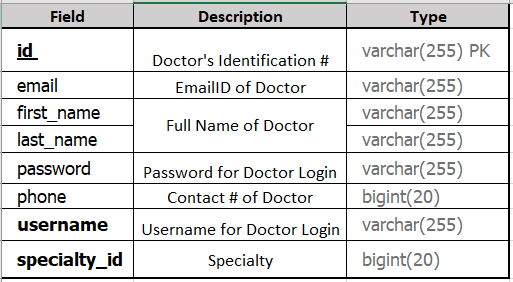 Field Description Type
id Doctor's Identification # varchar(255) PK
email EmailID of Doctor varchar(255)
first_name Full Name of Doctor varchar(255)
last_name varchar(255)
password Password for Doctor Login varchar(255)
phone Contact # of Doctor bigint(20)
username Username for Doctor Login varchar(255)
specialty_id Specialty bigint(20)